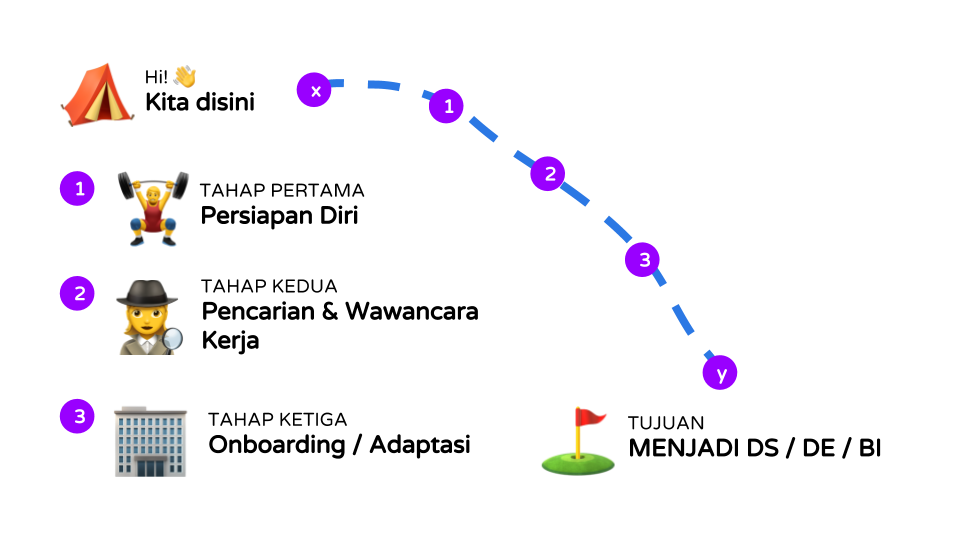 Hi! 👋
Kita disini
x
1
2
3
y
1
TAHAP PERTAMA
Persiapan Diri
2
TAHAP KEDUA
Pencarian & Wawancara
Kerja
3
TAHAP KETIGA
Onboarding / Adaptasi
TUJUAN
MENJADI DS / DE / BI